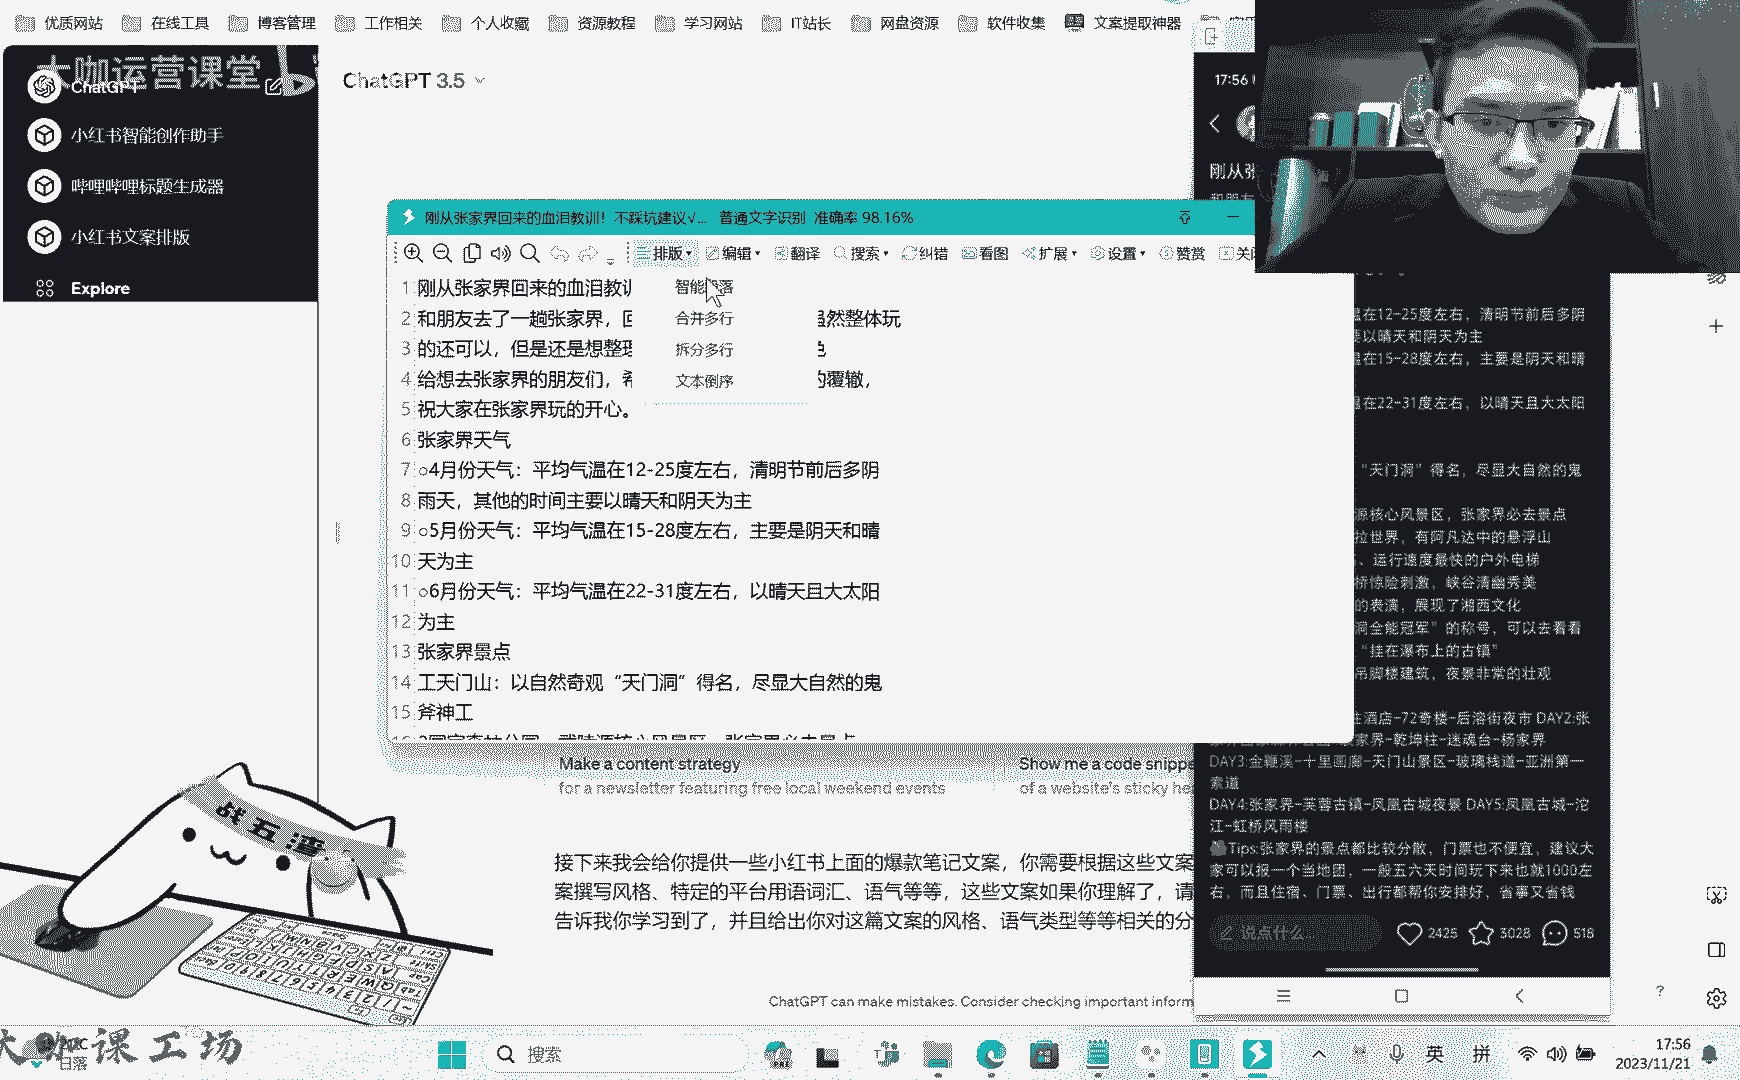 优质网站 在线工具 博客管理 工作相关 个人收藏 资源教程 学习网站 IT站长 网盘资源 软件收集 文案提取神器
大咖运营课堂
ChatGPT
小红书智能创作助手
哔哩哔哩标题生成器
小红书文案排版
Explore
ChatGPT 3.5
17:56
刚从张
刚从张家界回来的血泪教训！不踩坑建议√... 普通文字识别 准确率 98.16%
排版 编辑 翻译 搜索 纠错 看图 扩展 设置 赞赏
智能段落
合并多行
拆分多行
文本倒序
1 刚从张家界回来的血泪教
2 和朋友去了一趟张家界，
虽然整体玩
3 的还可以，但是还是想整理
4 给想去张家界的朋友们，
的覆辙，
5 祝大家在张家界玩的开心。
6 张家界天气
7 ○4月份天气：平均气温在12-25度左右，清明节前后多阴
8 雨天，其他的时间主要以晴天和阴天为主
9 ○5月份天气：平均气温在15-28度左右，主要是阴天和晴
10 天为主
11 ○6月份天气：平均气温在22-31度左右，以晴天且大太阳
12 为主
13 张家界景点
14 工天门山：以自然奇观“天门洞”得名，尽显大自然的鬼
15 斧神工
温在12-25度左右，清明节前后多阴
要以晴天和阴天为主
温在15-28度左右，主要是阴天和晴
温在22-31度左右，以晴天且大太阳
“天门洞”得名，尽显大自然的鬼
源核心风景区，张家界必去景点
拉世界，有阿凡达中的悬浮山
、运行速度最快的户外电梯
桥惊险刺激，峡谷清幽秀美
的表演，展现了湘西文化
洞全能冠军”的称号，可以去看看
“挂在瀑布上的古镇”
吊脚楼建筑，夜景非常的壮观
住酒店-72奇楼-后溶街夜市 DAY2:张
家界-乾坤柱-迷魂台-杨家界
DAY3:金鞭溪-十里画廊-天门山景区-玻璃栈道-亚洲第一
索道
DAY4:张家界-芙蓉古镇-凤凰古城夜景 DAY5:凤凰古城-沱
江-虹桥风雨楼
Tips:张家界的景点都比较分散，门票也不便宜，建议大
家可以报一个当地团，一般五六天时间玩下来也就1000左
右，而且住宿、门票、出行都帮你安排好，省事又省钱
说点什么...
2425 3028 518
Make a content strategy
for a newsletter featuring free local weekend events
Show me a code snippe
of a website's sticky he
接下来我会给你提供一些小红书上面的爆款笔记文案，你需要根据这些文案
案撰写风格、特定的平台用语词汇、语气等等，这些文案如果你理解了，请
告诉我你学习到了，并且给出你对这篇文案的风格、语气类型等等相关的分
ChatGPT can make mistakes. Consider checking important inform
战五渣
大咖课工场
日落
搜索
英 拼
17:56
2023/11/21